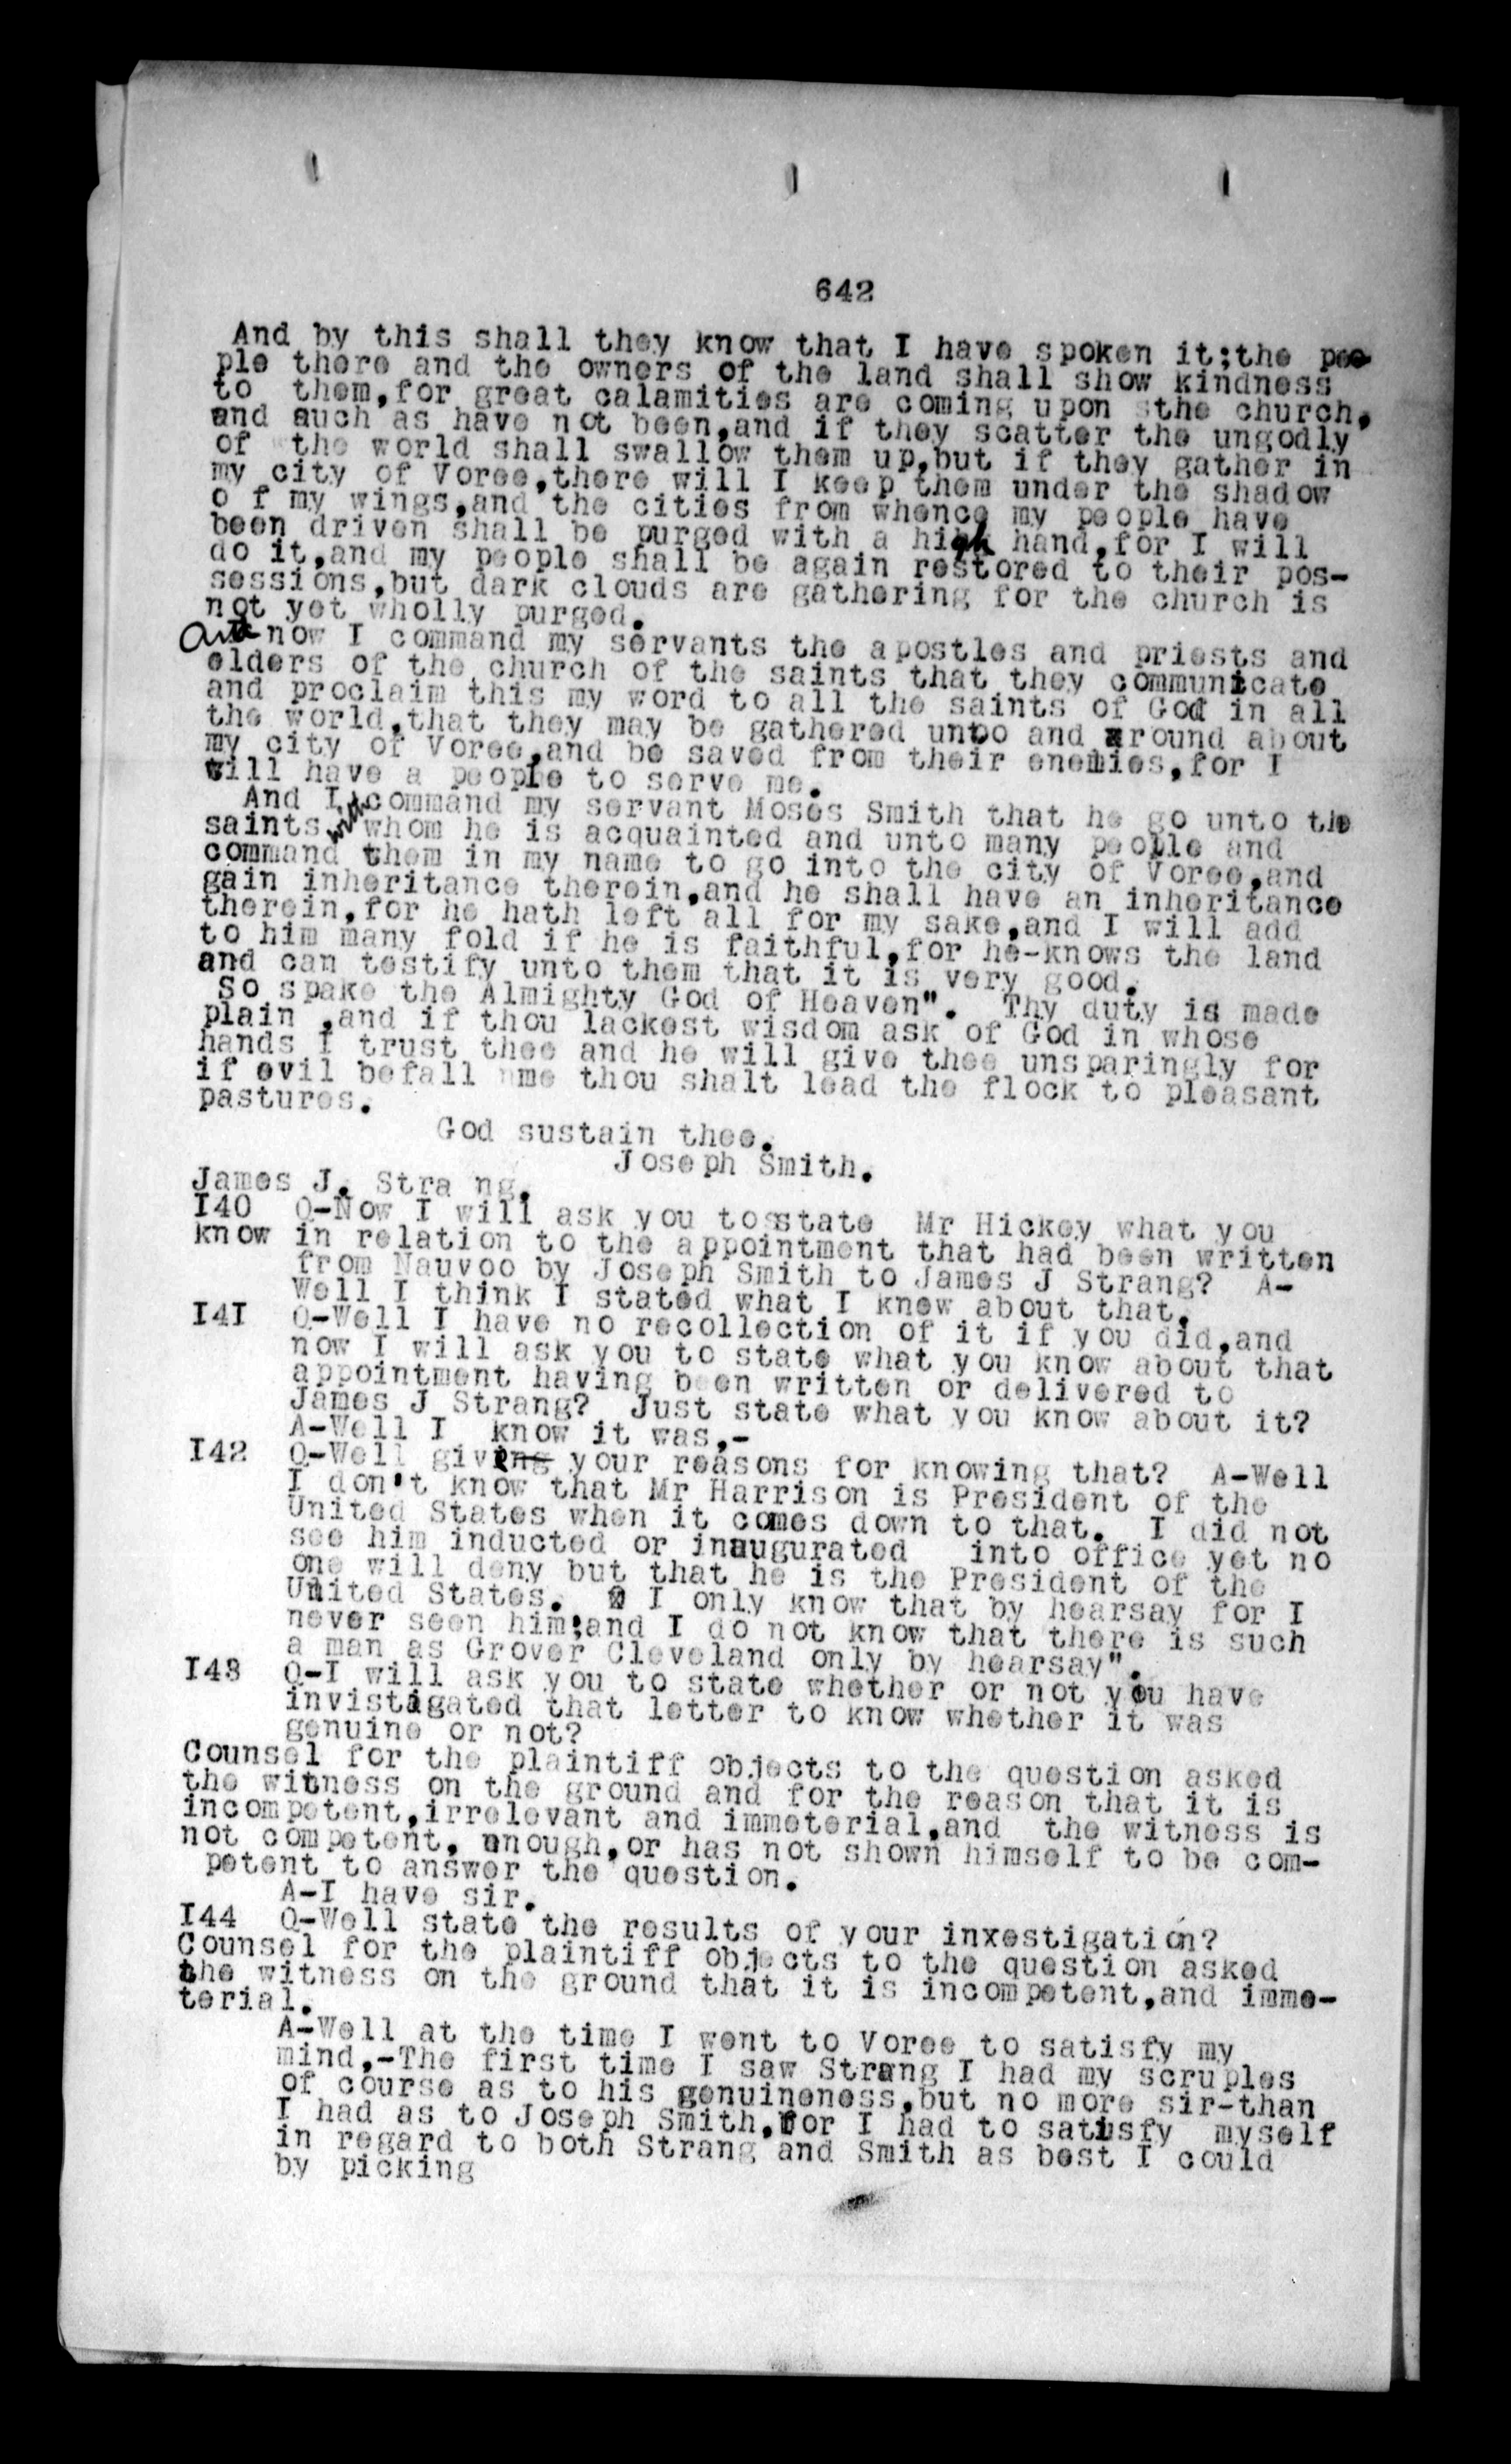 642
And by this shall they know that I have spoken it;the peo
ple there and the owners of the land shall show kindness
to them,for great calamities are coming upon sthe church,
and auch as have not been,and if they scatter the ungodly
of the world shall swallow them up,but if they gather in
my city of Voree,there will I keep them under the shadow
o f my wings,and the cities from whence my people have
been driven shall be purged with a high hand,for I will
do it,and my people shall be again restored to their pos-
sessions,but dark clouds are gathering for the church is
not yet wholly purged.
And now I command my servants the apostles and priests and
elders of the church of the saints that they communicate
and proclaim this my word to all the saints of God in all
the world,that they may be gathered unto and around about
my city of Voree,and be saved from their enemies,for I
will have a people to serve me.
And I command my servant Moses Smith that he go unto the
saints with whom he is acquainted and unto many people and
command them in my name to go into the city of Voree,and
gain inheritance therein,and he shall have an inheritance
therein,for he hath left all for my sake,and I will add
to him many fold if he is faithful,for he-knows the land
and can testify unto them that it is very good.
So spake the Almighty God of Heaven". Thy duty is made
plain ,and if thou lackest wisdom ask of God in whose
hands I trust thee and he will give thee unsparingly for
if evil befall me thou shalt lead the flock to pleasant
pastures.
God sustain thee.
Joseph Smith.
James J. Stra ng.
I40 Q-Now I will ask you tosstate Mr Hickey what you
know in relation to the appointment that had been written
from Nauvoo by Joseph Smith to James J Strang? A-
Well I think I stated what I knew about that.
I4I Q-Well I have no recollection of it if you did,and
now I will ask you to state what you know about that
appointment having been written or delivered to
James J Strang? Just state what you know about it?
A-Well I know it was,-
I42 Q-Well give your reasons for knowing that? A-Well
I don't know that Mr Harrison is President of the
United States when it comes down to that. I did not
see him inducted or inaugurated into office yet no
one will deny but that he is the President of the
United States. I only know that by hearsay for I
never seen him;and I do not know that there is such
a man as Grover Cleveland only by hearsay".
I43 Q-I will ask you to state whether or not you have
invistigated that letter to know whether it was
genuine or not?
Counsel for the plaintiff objects to the question asked
the witness on the ground and for the reason that it is
incompetent,irrelevant and immeterial,and the witness is
not competent, enough,or has not shown himself to be com-
petent to answer the question.
A-I have sir.
I44 Q-Well state the results of your inxestigation?
Counsel for the plaintiff objects to the question asked
the witness on the ground that it is incompetent,and imme-
terial.
A-Well at the time I went to Voree to satisfy my
mind,-The first time I saw Strang I had my scruples
of course as to his genuineness,but no more sir-than
I had as to Joseph Smith,for I had to satisfy myself
in regard to both Strang and Smith as best I could
by picking